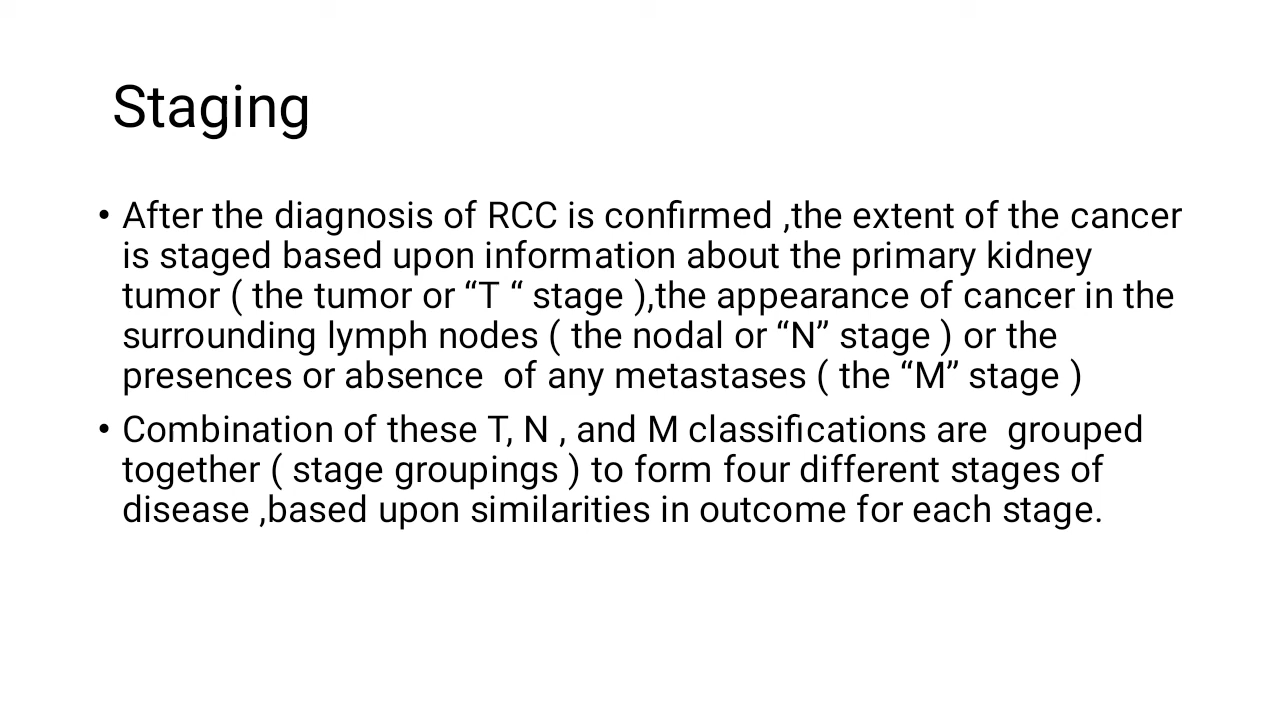 Staging
• After the diagnosis of RCC is confirmed ,the extent of the cancer
is staged based upon information about the primary kidney
tumor ( the tumor or “T “ stage ),the appearance of cancer in the
surrounding lymph nodes ( the nodal or “N” stage ) or the
presences or absence  of any metastases ( the “M” stage )
• Combination of these T, N , and M classifications are  grouped
together ( stage groupings ) to form four different stages of
disease ,based upon similarities in outcome for each stage.